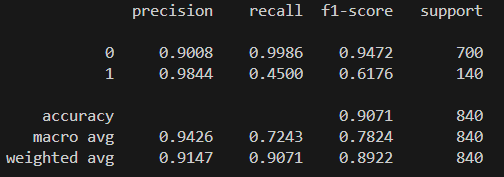 precision recall f1-score support
0 0.9008 0.9986 0.9472 700
1 0.9844 0.4500 0.6176 140
accuracy 0.9071 840
macro avg 0.9426 0.7243 0.7824 840
weighted avg 0.9147 0.9071 0.8922 840